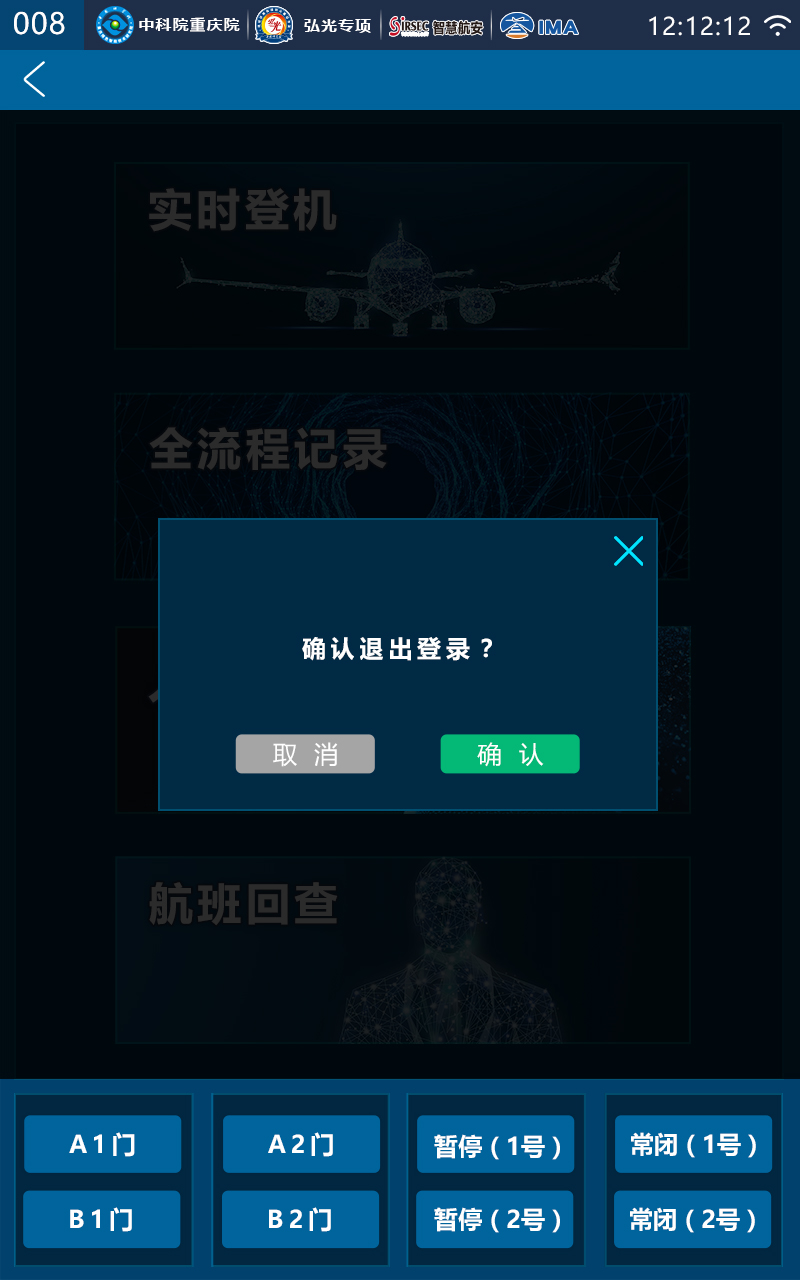 008
中科院重庆院
弘光专项
SiRSEC 智慧航安
IMA
12:12:12
实时登机
全流程记录
确认退出登录？
取 消
确 认
航班回查
A1门
A2门
暂停（1号）
常闭（1号）
B1门
B2门
暂停（2号）
常闭（2号）